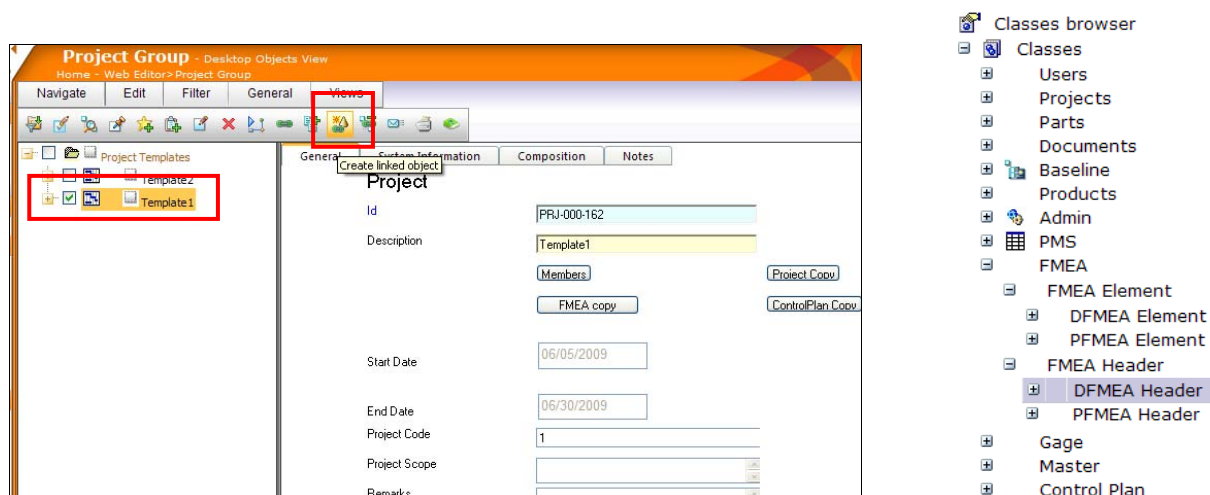 Project Group - Desktop Objects View
Home - Web Editor>Project Group
Navigate Edit Filter General Views
Project Templates
Template2
Template1
General System Information Composition Notes
Create linked object
Project
Id PRJ-000-162
Description Template1
Members Project Copy
FMEA copy ControlPlan Copy
Start Date 06/05/2009
End Date 06/30/2009
Project Code 1
Project Scope
Remarks
Classes browser
Classes
Users
Projects
Parts
Documents
Baseline
Products
Admin
PMS
FMEA
FMEA Element
DFMEA Element
PFMEA Element
FMEA Header
DFMEA Header
PFMEA Header
Gage
Master
Control Plan